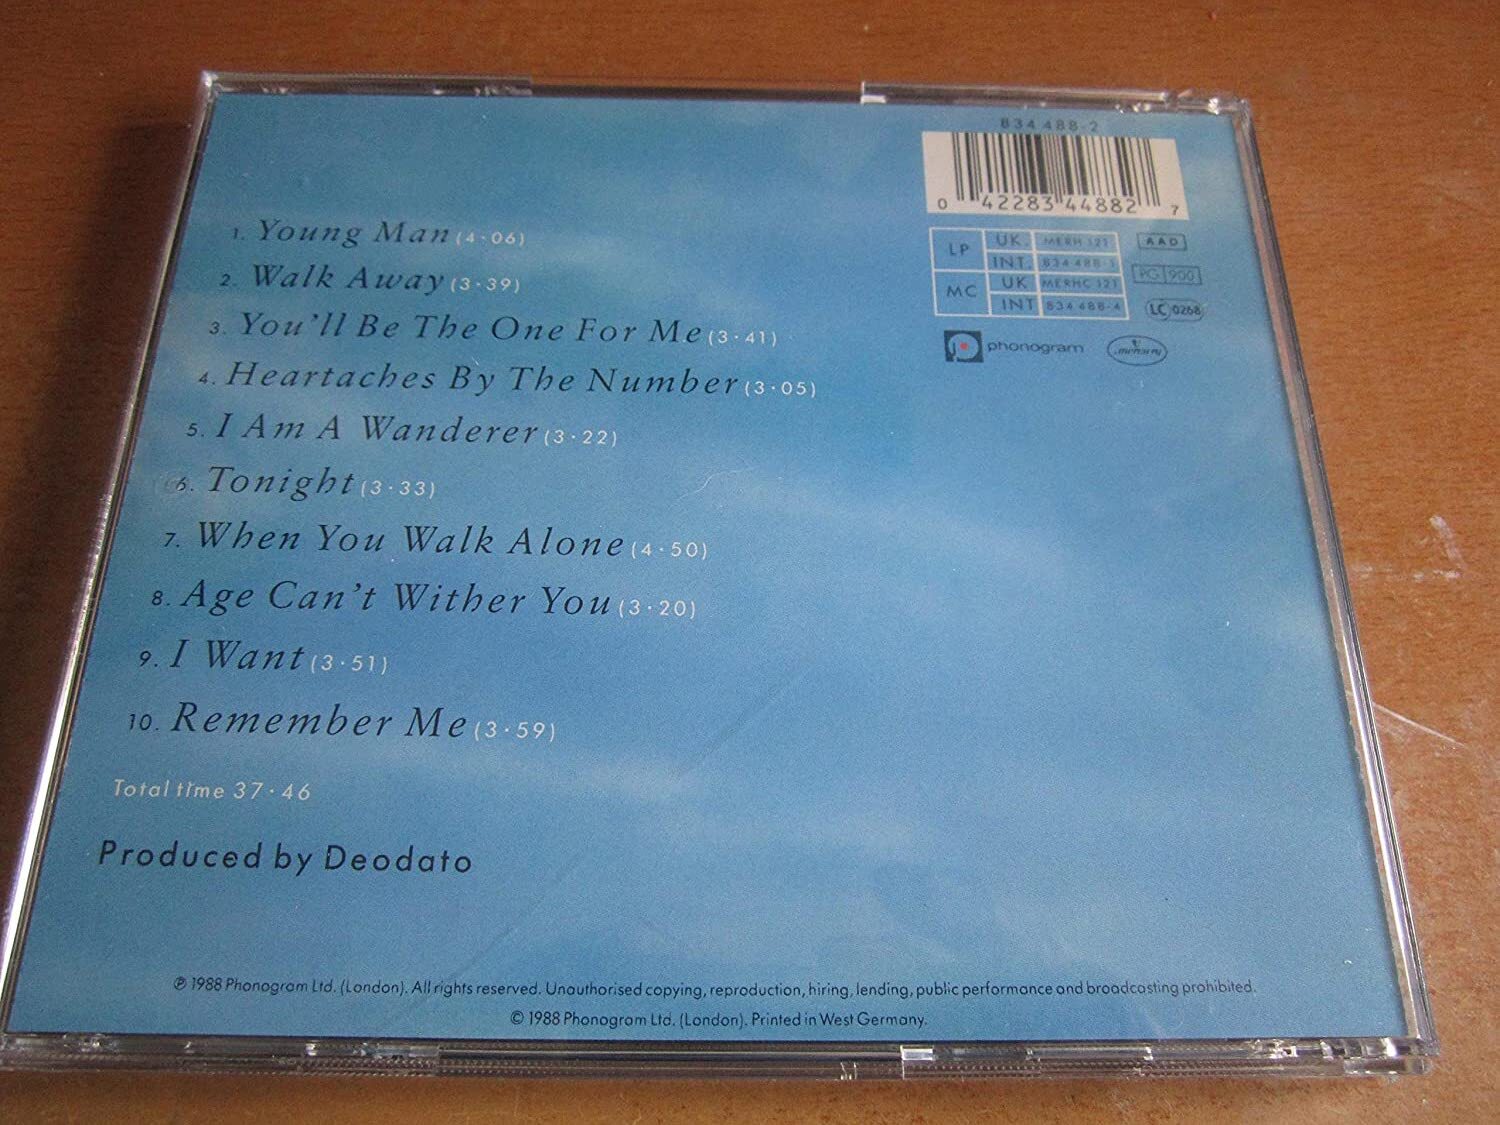 834 488-2
0 42283 44882 7
LP UK. MERH 121
INT. 834 488-1
MC UK MERHC 121
INT 834 488-4
AAD
PG 900
LC 0268
phonogram
mercury
1. Young Man (4·06)
2. Walk Away (3·39)
3. You'll Be The One For Me (3·41)
4. Heartaches By The Number (3·05)
5. I Am A Wanderer (3·22)
6. Tonight (3·33)
7. When You Walk Alone (4·50)
8. Age Can't Wither You (3·20)
9. I Want (3·51)
10. Remember Me (3·59)
Total time 37·46
Produced by Deodato
℗ 1988 Phonogram Ltd. (London). All rights reserved. Unauthorised copying, reproduction, hiring, lending, public performance and broadcasting prohibited.
© 1988 Phonogram Ltd. (London). Printed in West Germany.